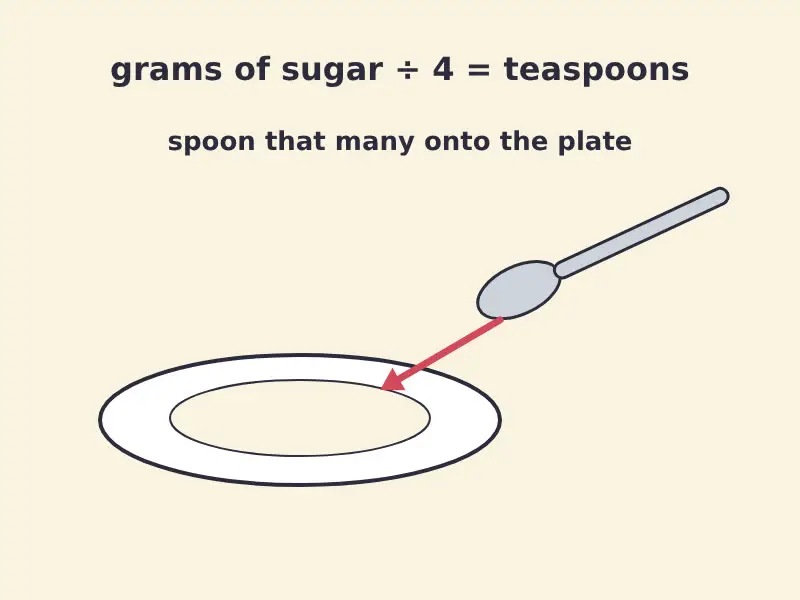 grams of sugar ÷ 4 = teaspoons
spoon that many onto the plate